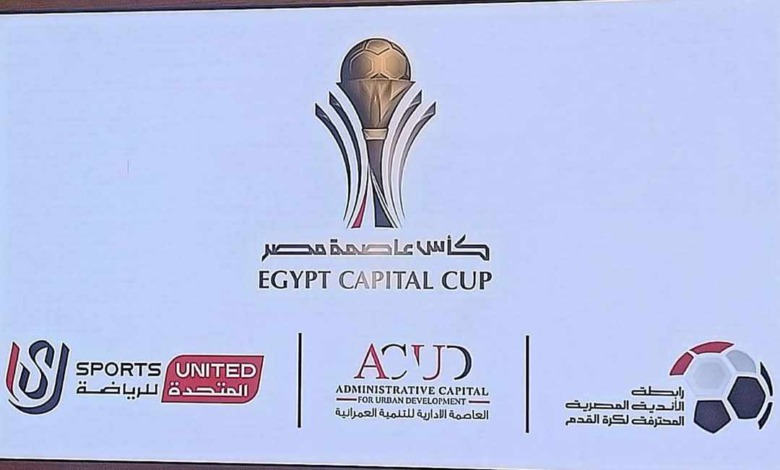 كأس عاصمة مصر
EGYPT CAPITAL CUP
SPORTS UNITED
المتحدة للرياضة
ACUD
ADMINISTRATIVE CAPITAL
FOR URBAN DEVELOPMENT
العاصمة الادارية للتنمية العمرانية
رابطة
الأندية المصرية
المحترفة لكرة القدم